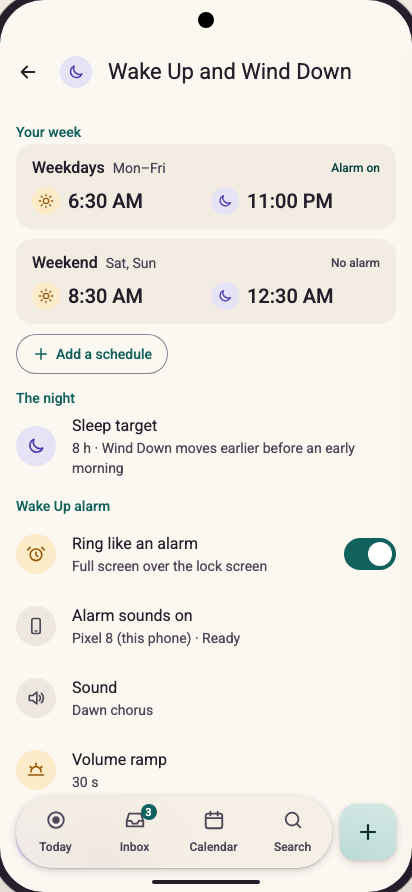 Wake Up and Wind Down
Your week
Weekdays Mon–Fri Alarm on
6:30 AM 11:00 PM
Weekend Sat, Sun No alarm
8:30 AM 12:30 AM
Add a schedule
The night
Sleep target
8 h · Wind Down moves earlier before an early
morning
Wake Up alarm
Ring like an alarm
Full screen over the lock screen
Alarm sounds on
Pixel 8 (this phone) · Ready
Sound
Dawn chorus
Volume ramp
30 s
3
Today Inbox Calendar Search